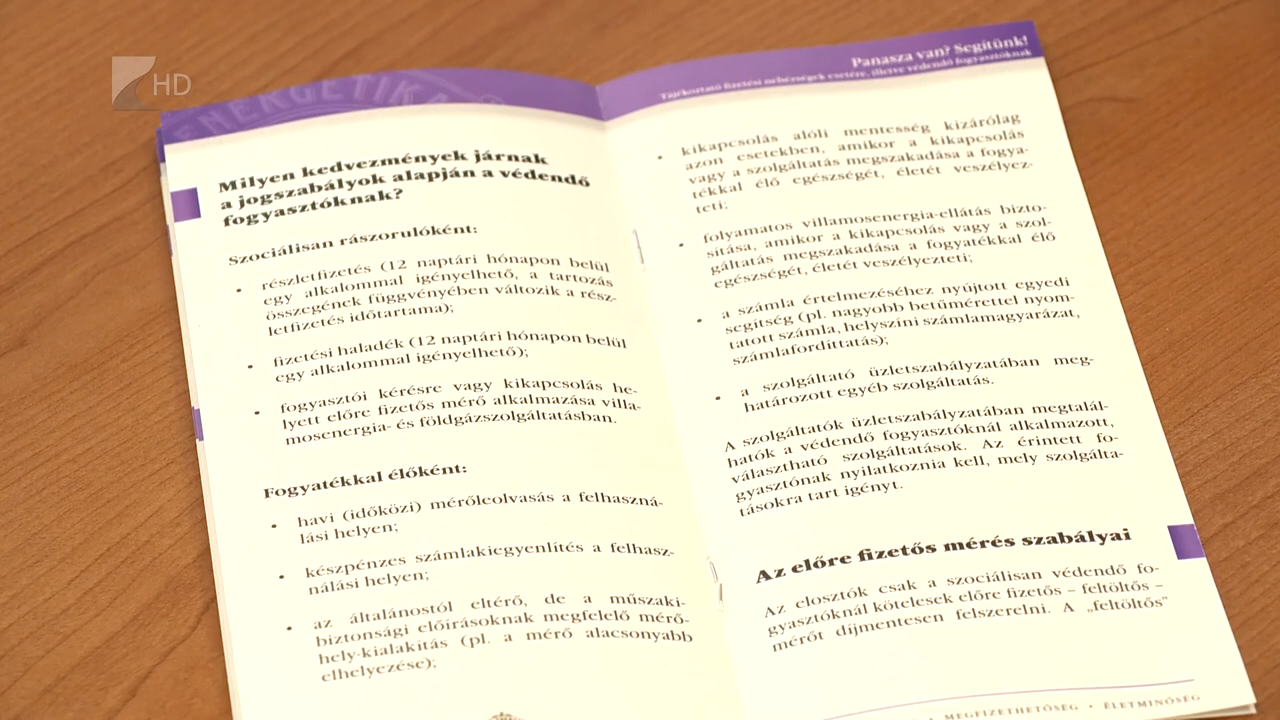 HD
ENERGETIKA
Milyen kedvezmények járnak
a jogszabályok alapján a védendő
fogyasztóknak?
Szociálisan rászorulóként:
• részletfizetés (12 naptári hónapon belül
egy alkalommal igényelhető, a tartozás
összegének függvényében változik a rész-
letfizetés időtartama);
• fizetési haladék (12 naptári hónapon belül
egy alkalommal igényelhető);
• fogyasztói kérésre vagy kikapcsolás he-
lyett előre fizetős mérő alkalmazása villa-
mosenergia- és földgázszolgáltatásban.
Fogyatékkal élőként:
• havi (időközi) mérőleolvasás a felhaszná-
lási helyen;
• készpénzes számlakiegyenlítés a felhasz-
nálási helyen;
• az általánostól eltérő, de a műszaki-
biztonsági előírásoknak megfelelő mérő-
hely-kialakítás (pl. a mérő alacsonyabb
elhelyezése);
Panasza van? Segítünk!
Tájékoztató fizetési nehézségek esetére, illetve védendő fogyasztóknak
• kikapcsolás alóli mentesség kizárólag
azon esetekben, amikor a kikapcsolás
vagy a szolgáltatás megszakadása a fogya-
tékkal élő egészségét, életét veszélyez-
teti;
• folyamatos villamosenergia-ellátás bizto-
sítása, amikor a kikapcsolás vagy a szol-
gáltatás megszakadása a fogyatékkal élő
egészségét, életét veszélyezteti;
• a számla értelmezéséhez nyújtott egyedi
segítség (pl. nagyobb betűmérettel nyom-
tatott számla, helyszíni számlamagyarázat,
számlafordíttatás);
• a szolgáltató üzletszabályzatában meg-
határozott egyéb szolgáltatás.
A szolgáltatók üzletszabályzatában megtalál-
hatók a védendő fogyasztóknál alkalmazott,
választható szolgáltatások. Az érintett fo-
gyasztónak nyilatkoznia kell, mely szolgálta-
tásokra tart igényt.
Az előre fizetős mérés szabályai
Az elosztók csak a szociálisan védendő fo-
gyasztóknál kötelesek előre fizetős – feltöltős –
mérőt díjmentesen felszerelni. A „feltöltős”
• MEGFIZETHETŐSÉG • ÉLETMINŐSÉG